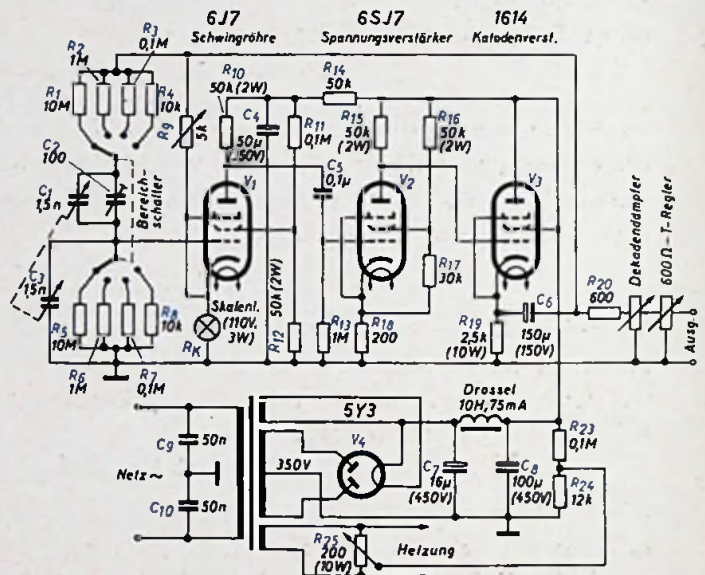 6J7
Schwingröhre
6SJ7
Spannungsverstärker
1614
Katodenverst.
R2
1M
R3
0,1M
R1
10M
R4
10k
R9
5k
R10
50k (2W)
C4
50µ
50V)
R11
0,1M
R14
50k
R15
50k
(2W)
R16
50k
(2W)
C2
100
C1
1,5n
Bereich-
schalter
V1
C5
0,1µ
V2
V3
C3
1,5n
R5
10M
R8
10k
R6
1M
R7
0,1M
Skalenl.
(110V,
3W)
RK
50k (2W)
R12
R13
1M
R18
200
R17
30k
R19
2,5k
(10W)
C6
150µ
(150V)
R20
600
Dekadendämpfer
600Ω-T-Regler
Ausg.
5Y3
V4
Drossel
10H, 75mA
R23
0,1M
R24
12k
C9
50n
Netz ~
C10
50n
350V
C7
16µ
(450V)
C8
100µ
(450V)
R25
200
(10W)
Heizung